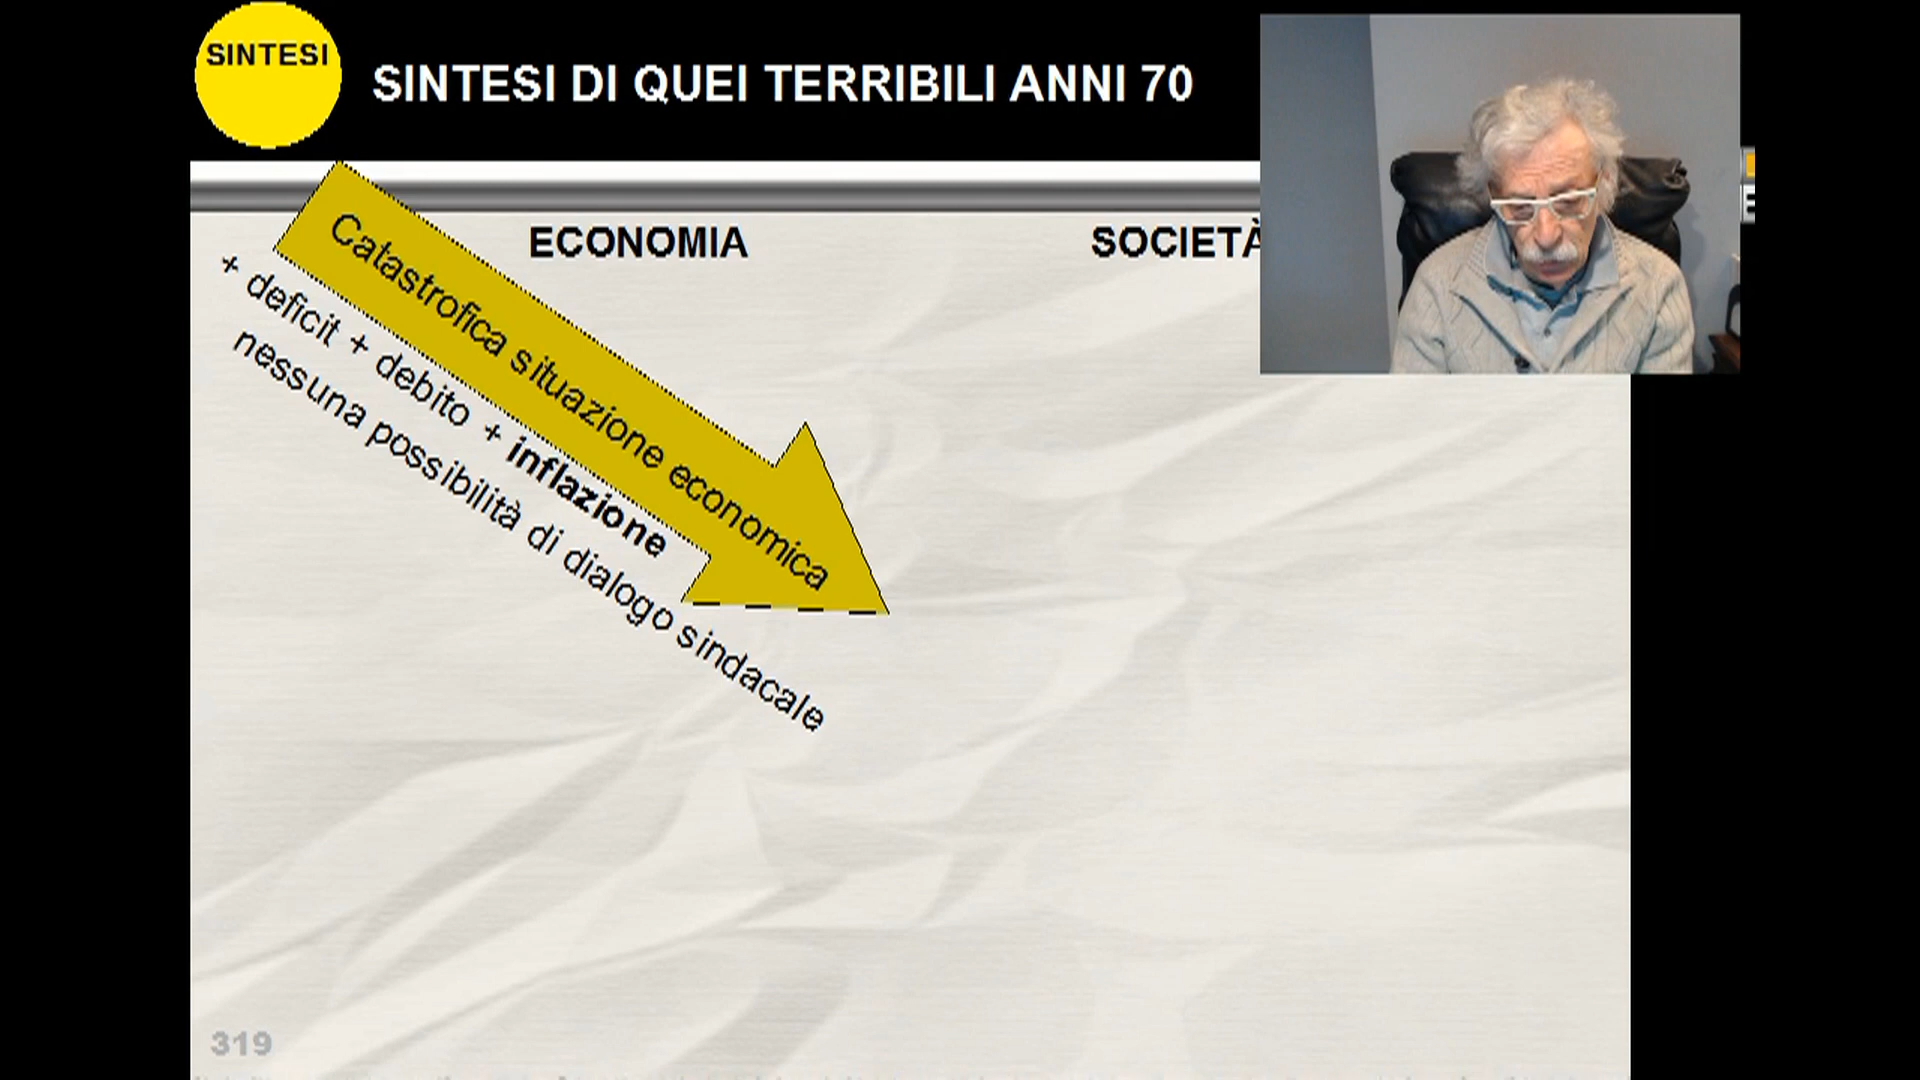 SINTESI
SINTESI DI QUEI TERRIBILI ANNI 70
ECONOMIA
SOCIETÀ
Catastrofica situazione economica
+ deficit + debito + inflazione
nessuna possibilità di dialogo sindacale
319